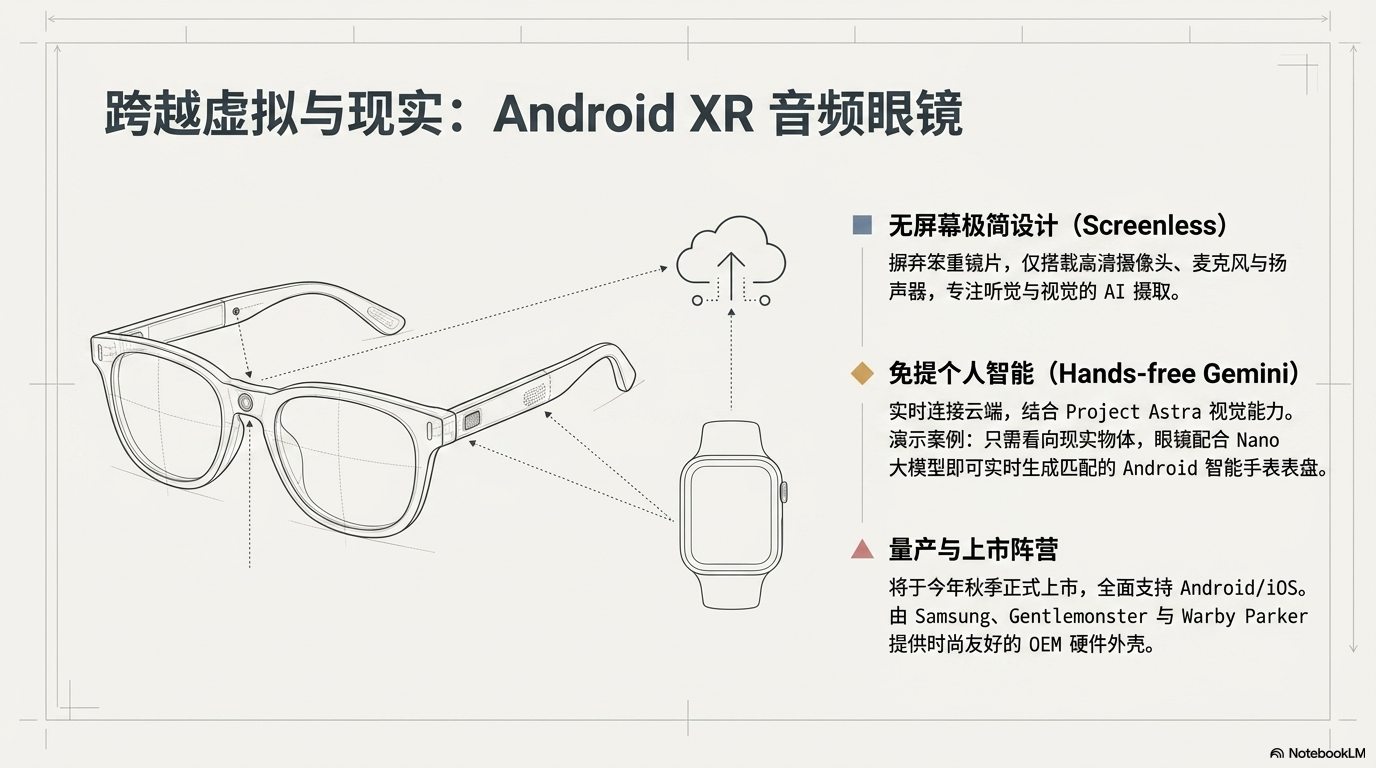 跨越虚拟与现实：Android XR 音频眼镜
无屏幕极简设计（Screenless）
摒弃笨重镜片，仅搭载高清摄像头、麦克风与扬
声器，专注听觉与视觉的 AI 摄取。
免提个人智能（Hands-free Gemini）
实时连接云端，结合 Project Astra 视觉能力。
演示案例：只需看向现实物体，眼镜配合 Nano
大模型即可实时生成匹配的 Android 智能手表表盘。
量产与上市阵营
将于今年秋季正式上市，全面支持 Android/iOS。
由 Samsung、Gentlemonster 与 Warby Parker
提供时尚友好的 OEM 硬件外壳。
NotebookLM